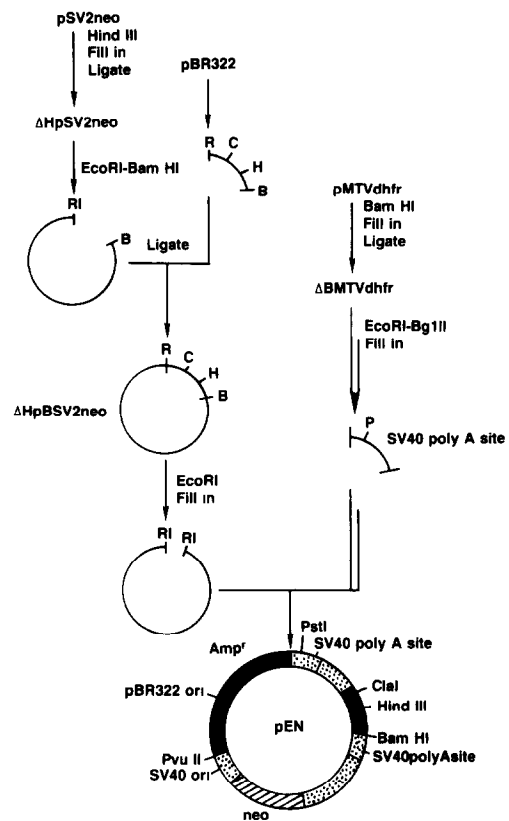 pSV2neo
Hind III
Fill in
Ligate
pBR322
ΔHpSV2neo
R
C
H
B
EcoRI-Bam HI
RI
B
Ligate
pMTVdhfr
Bam HI
Fill in
Ligate
ΔBMTVdhfr
EcoRI-Bg1II
Fill in
R
C
H
B
ΔHpBSV2neo
P
SV40 poly A site
EcoRI
Fill in
RI RI
PstI
SV40 poly A site
Ampʳ
ClaI
Hind III
pBR322 ori
pEN
Bam HI
SV40polyAsite
Pvu II
SV40 ori
neo